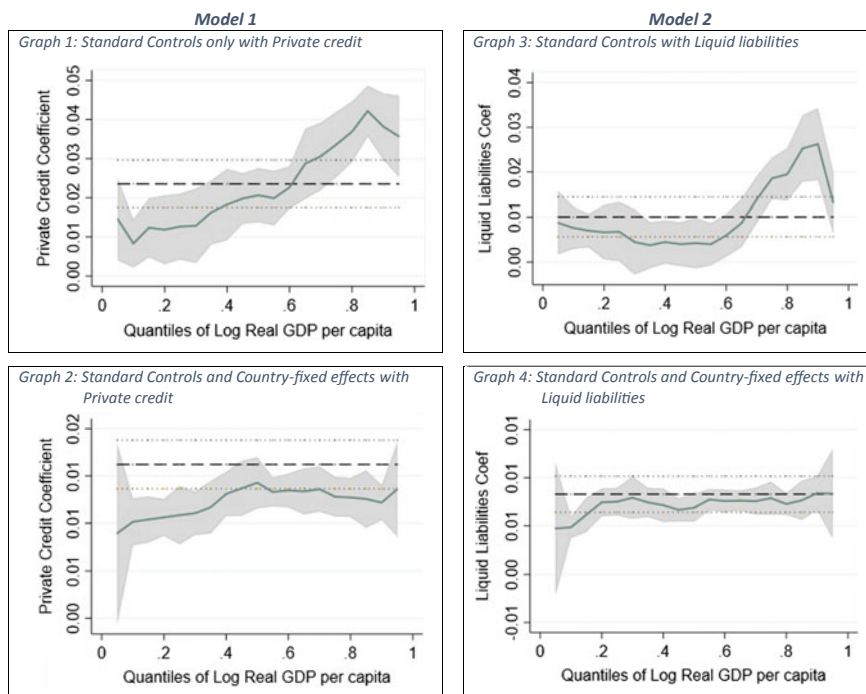 Model 1
Graph 1: Standard Controls only with Private credit
Private Credit Coefficient
0.05
0.04
0.03
0.02
0.01
0.00
0 .2 .4 .6 .8 1
Quantiles of Log Real GDP per capita
Graph 2: Standard Controls and Country-fixed effects with
Private credit
Private Credit Coefficient
0.02
0.01
0.01
0.01
0.00
0 .2 .4 .6 .8 1
Quantiles of Log Real GDP per capita
Model 2
Graph 3: Standard Controls with Liquid liabilities
Liquid Liabilities Coef
0.04
0.03
0.02
0.01
0.00
0 .2 .4 .6 .8 1
Quantiles of Log Real GDP per capita
Graph 4: Standard Controls and Country-fixed effects with
Liquid liabilities
Liquid Liabilities Coef
0.01
0.01
0.01
0.00
-0.01
0 .2 .4 .6 .8 1
Quantiles of Log Real GDP per capita